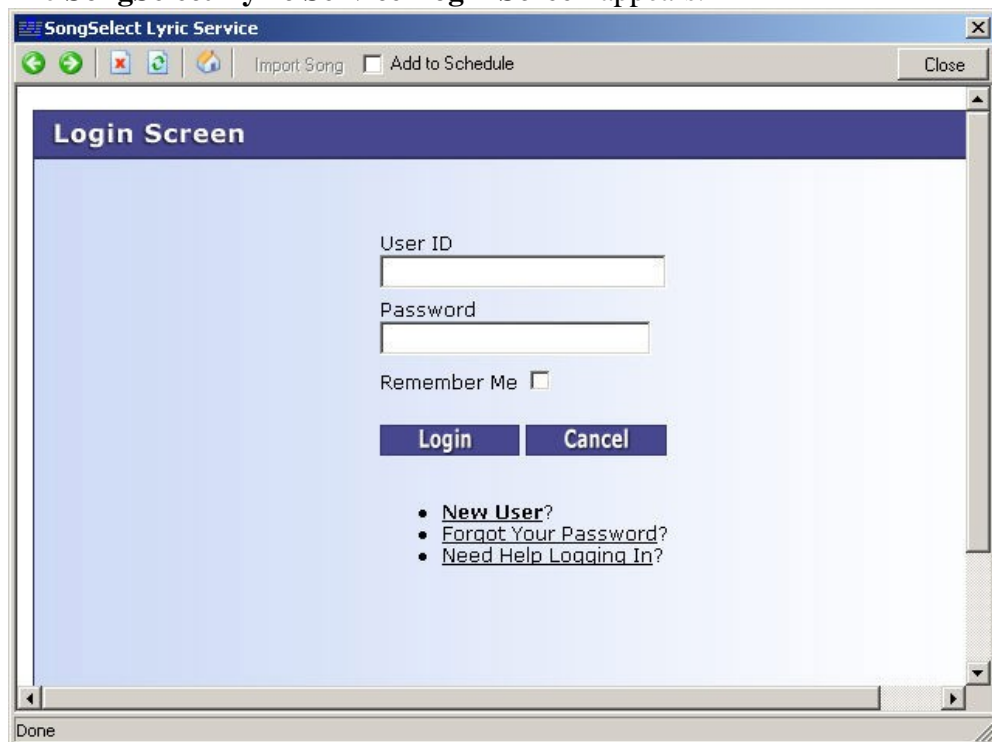 SongSelect Lyric Service
Import Song Add to Schedule Close
Login Screen
User ID
Password
Remember Me
Login Cancel
• New User?
• Forgot Your Password?
• Need Help Logging In?
Done